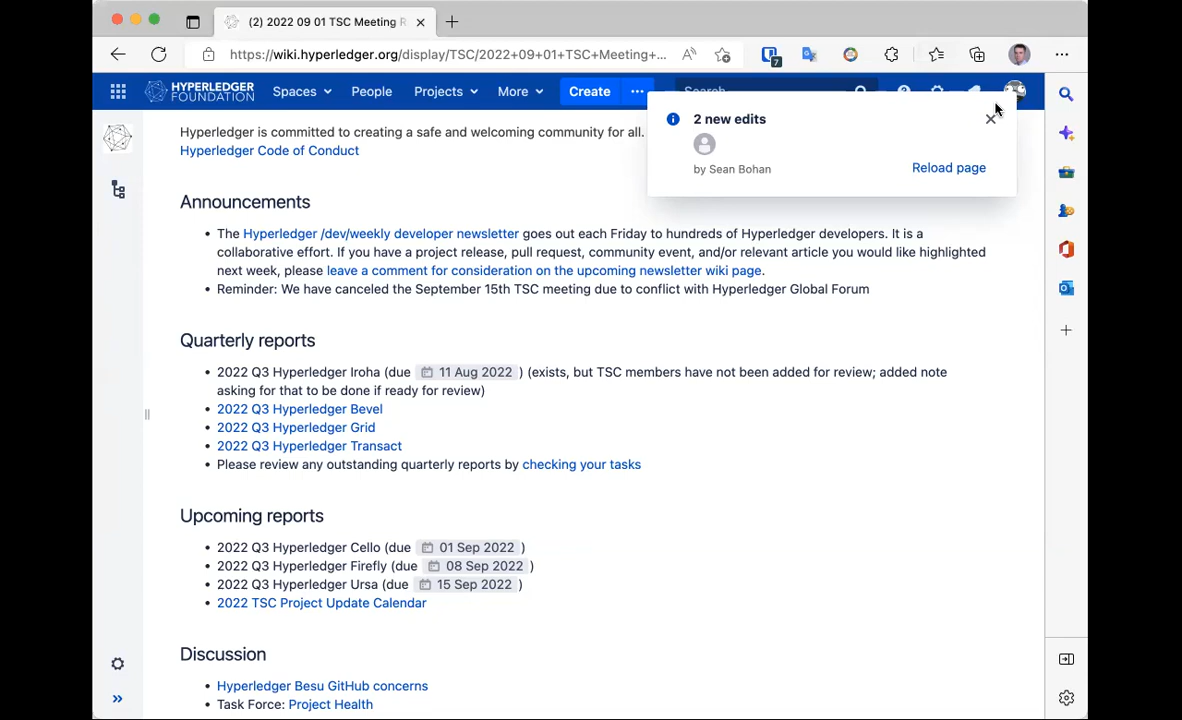 (2) 2022 09 01 TSC Meeting R
https://wiki.hyperledger.org/display/TSC/2022+09+01+TSC+Meeting+...
7
HYPERLEDGER
FOUNDATION
Spaces
People
Projects
More
Create
Search
2 new edits
by Sean Bohan
Reload page
Hyperledger is committed to creating a safe and welcoming community for all.
Hyperledger Code of Conduct
Announcements
• The Hyperledger /dev/weekly developer newsletter goes out each Friday to hundreds of Hyperledger developers. It is a
collaborative effort. If you have a project release, pull request, community event, and/or relevant article you would like highlighted
next week, please leave a comment for consideration on the upcoming newsletter wiki page.
• Reminder: We have canceled the September 15th TSC meeting due to conflict with Hyperledger Global Forum
Quarterly reports
• 2022 Q3 Hyperledger Iroha (due 11 Aug 2022 ) (exists, but TSC members have not been added for review; added note
asking for that to be done if ready for review)
• 2022 Q3 Hyperledger Bevel
• 2022 Q3 Hyperledger Grid
• 2022 Q3 Hyperledger Transact
• Please review any outstanding quarterly reports by checking your tasks
Upcoming reports
• 2022 Q3 Hyperledger Cello (due 01 Sep 2022 )
• 2022 Q3 Hyperledger Firefly (due 08 Sep 2022 )
• 2022 Q3 Hyperledger Ursa (due 15 Sep 2022 )
• 2022 TSC Project Update Calendar
Discussion
• Hyperledger Besu GitHub concerns
• Task Force: Project Health